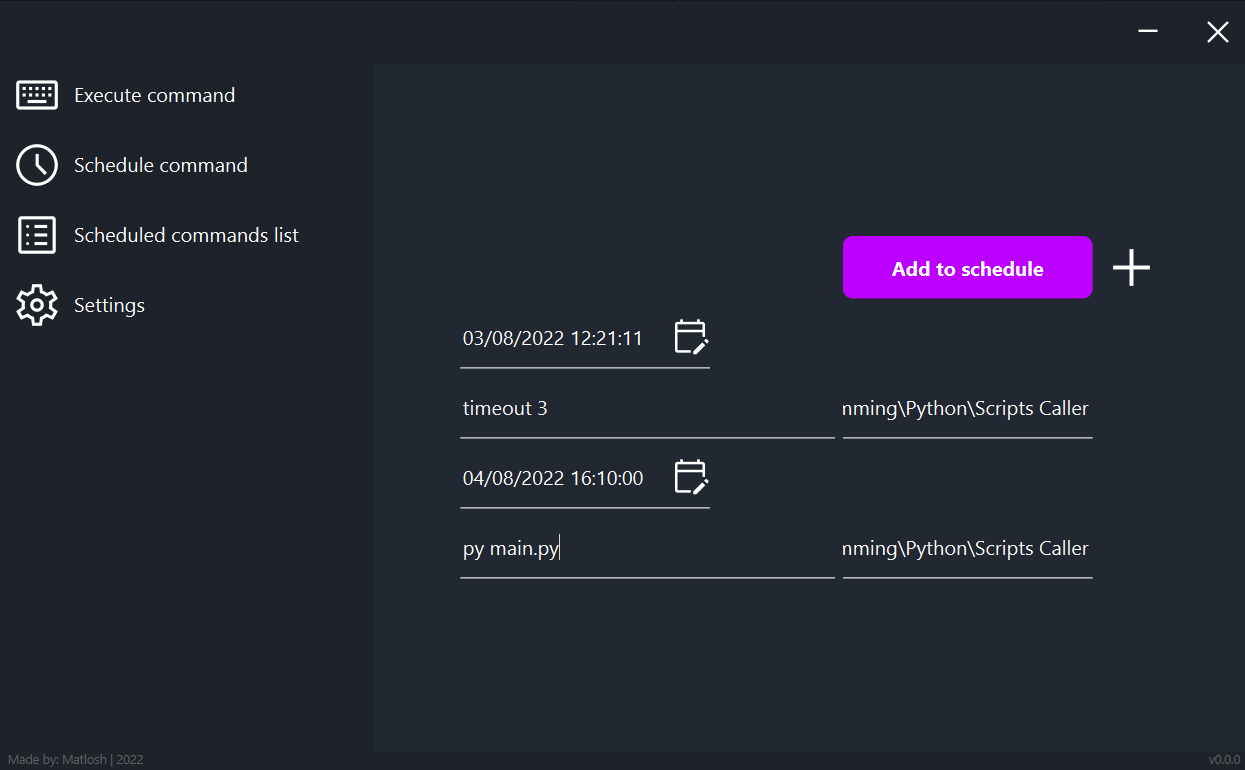 Execute command
Schedule command
Scheduled commands list
Settings
Add to schedule
03/08/2022 12:21:11
timeout 3
nming\Python\Scripts Caller
04/08/2022 16:10:00
py main.py
nming\Python\Scripts Caller
Made by: Matlosh | 2022
v0.0.0